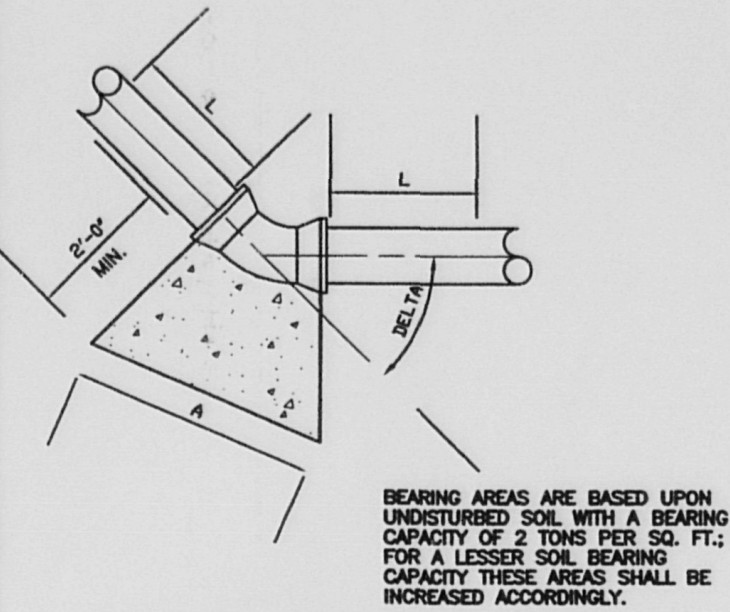 L
L
2'-0"
MIN.
DELTA
A
BEARING AREAS ARE BASED UPON
UNDISTURBED SOIL WITH A BEARING
CAPACITY OF 2 TONS PER SQ. FT.;
FOR A LESSER SOIL BEARING
CAPACITY THESE AREAS SHALL BE
INCREASED ACCORDINGLY.